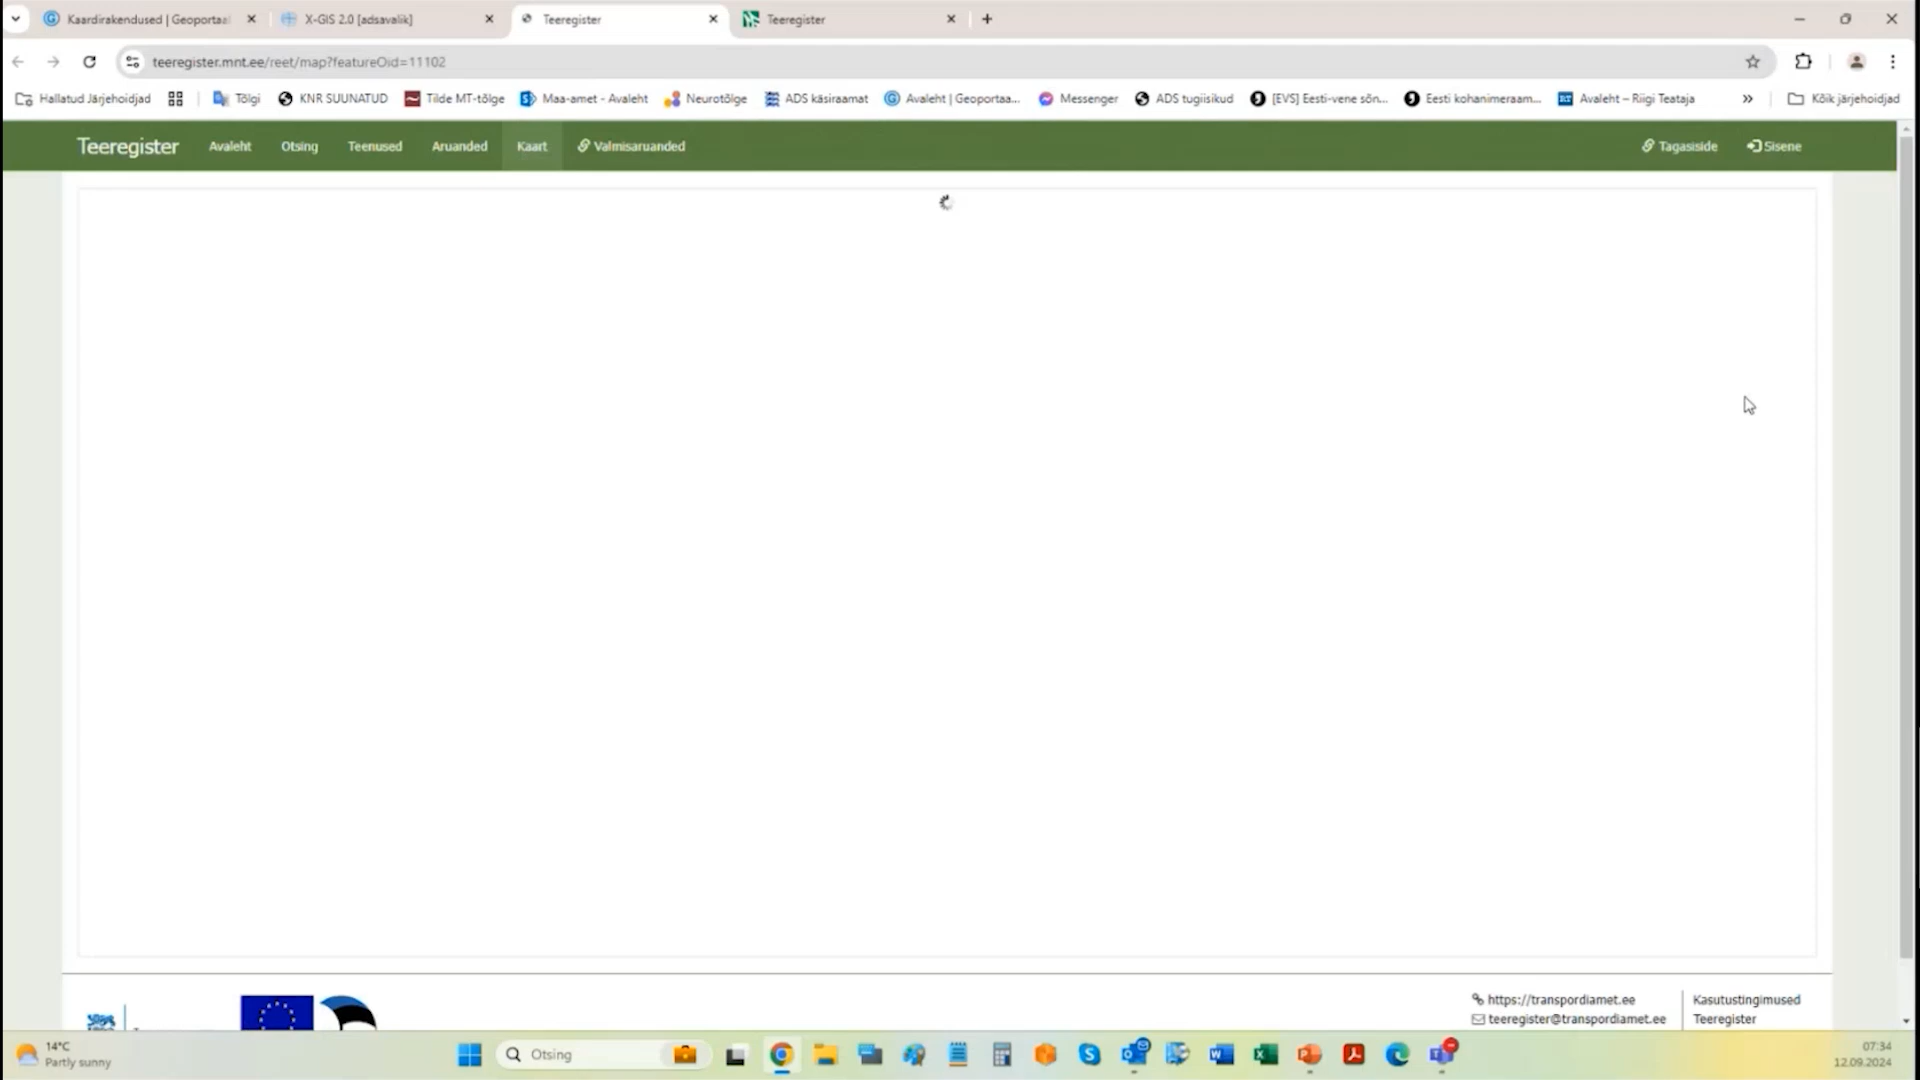 Kaardirakendused | Geoportaal
X-GIS 2.0 [adsavalik]
Teeregister
Teeregister
teeregister.mnt.ee/reet/map?featureOid=11102
Hallatud Järjehoidjad
Tõlgi
KNR SUUNATUD
Tilde MT-tõlge
Maa-amet - Avaleht
Neurotõlge
ADS käsiraamat
Avaleht | Geoportaa...
Messenger
ADS tugiisikud
[EVS] Eesti-vene sõn...
Eesti kohanimeraam...
Avaleht – Riigi Teataja
»
Kõik järjehoidjad
Teeregister
Avaleht
Otsing
Teenused
Aruanded
Kaart
Valmisaruanded
Tagasiside
Sisene
https://transpordiamet.ee
teeregister@transpordiamet.ee
Kasutustingimused
Teeregister
14°C
Partly sunny
Otsing
07:34
12.09.2024